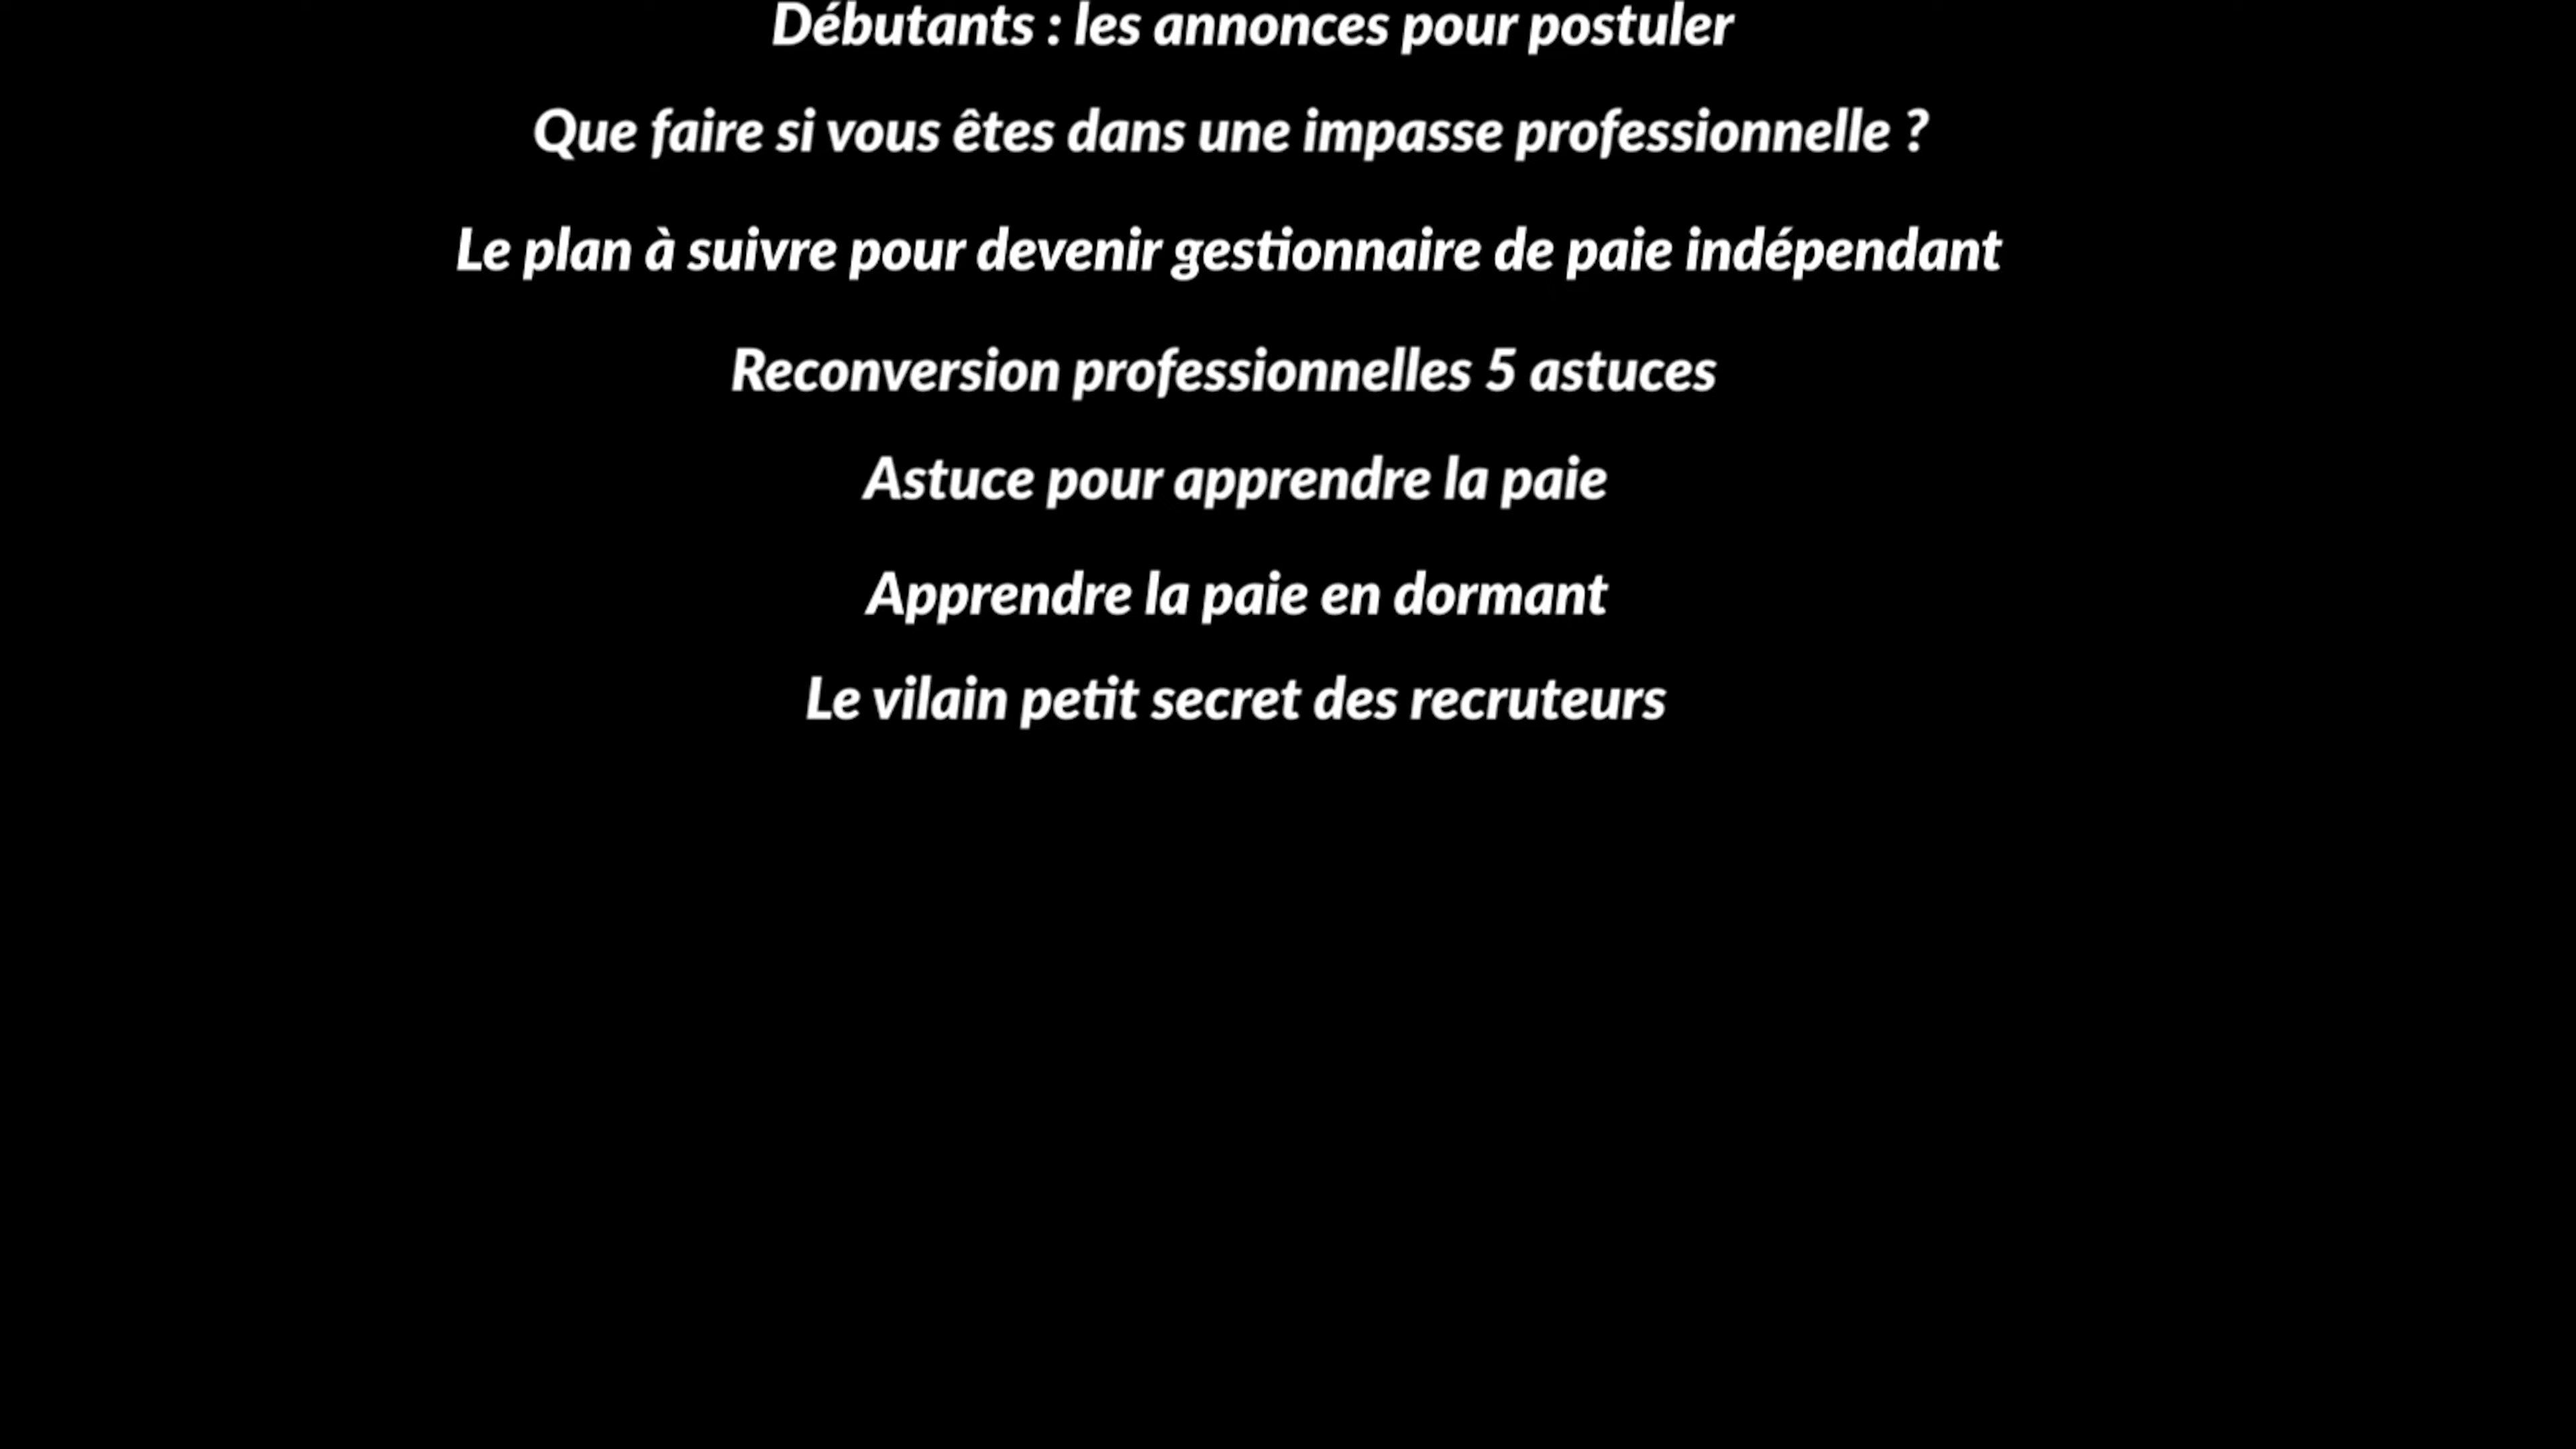 Débutants : les annonces pour postuler
Que faire si vous êtes dans une impasse professionnelle ?
Le plan à suivre pour devenir gestionnaire de paie indépendant
Reconversion professionnelles 5 astuces
Astuce pour apprendre la paie
Apprendre la paie en dormant
Le vilain petit secret des recruteurs